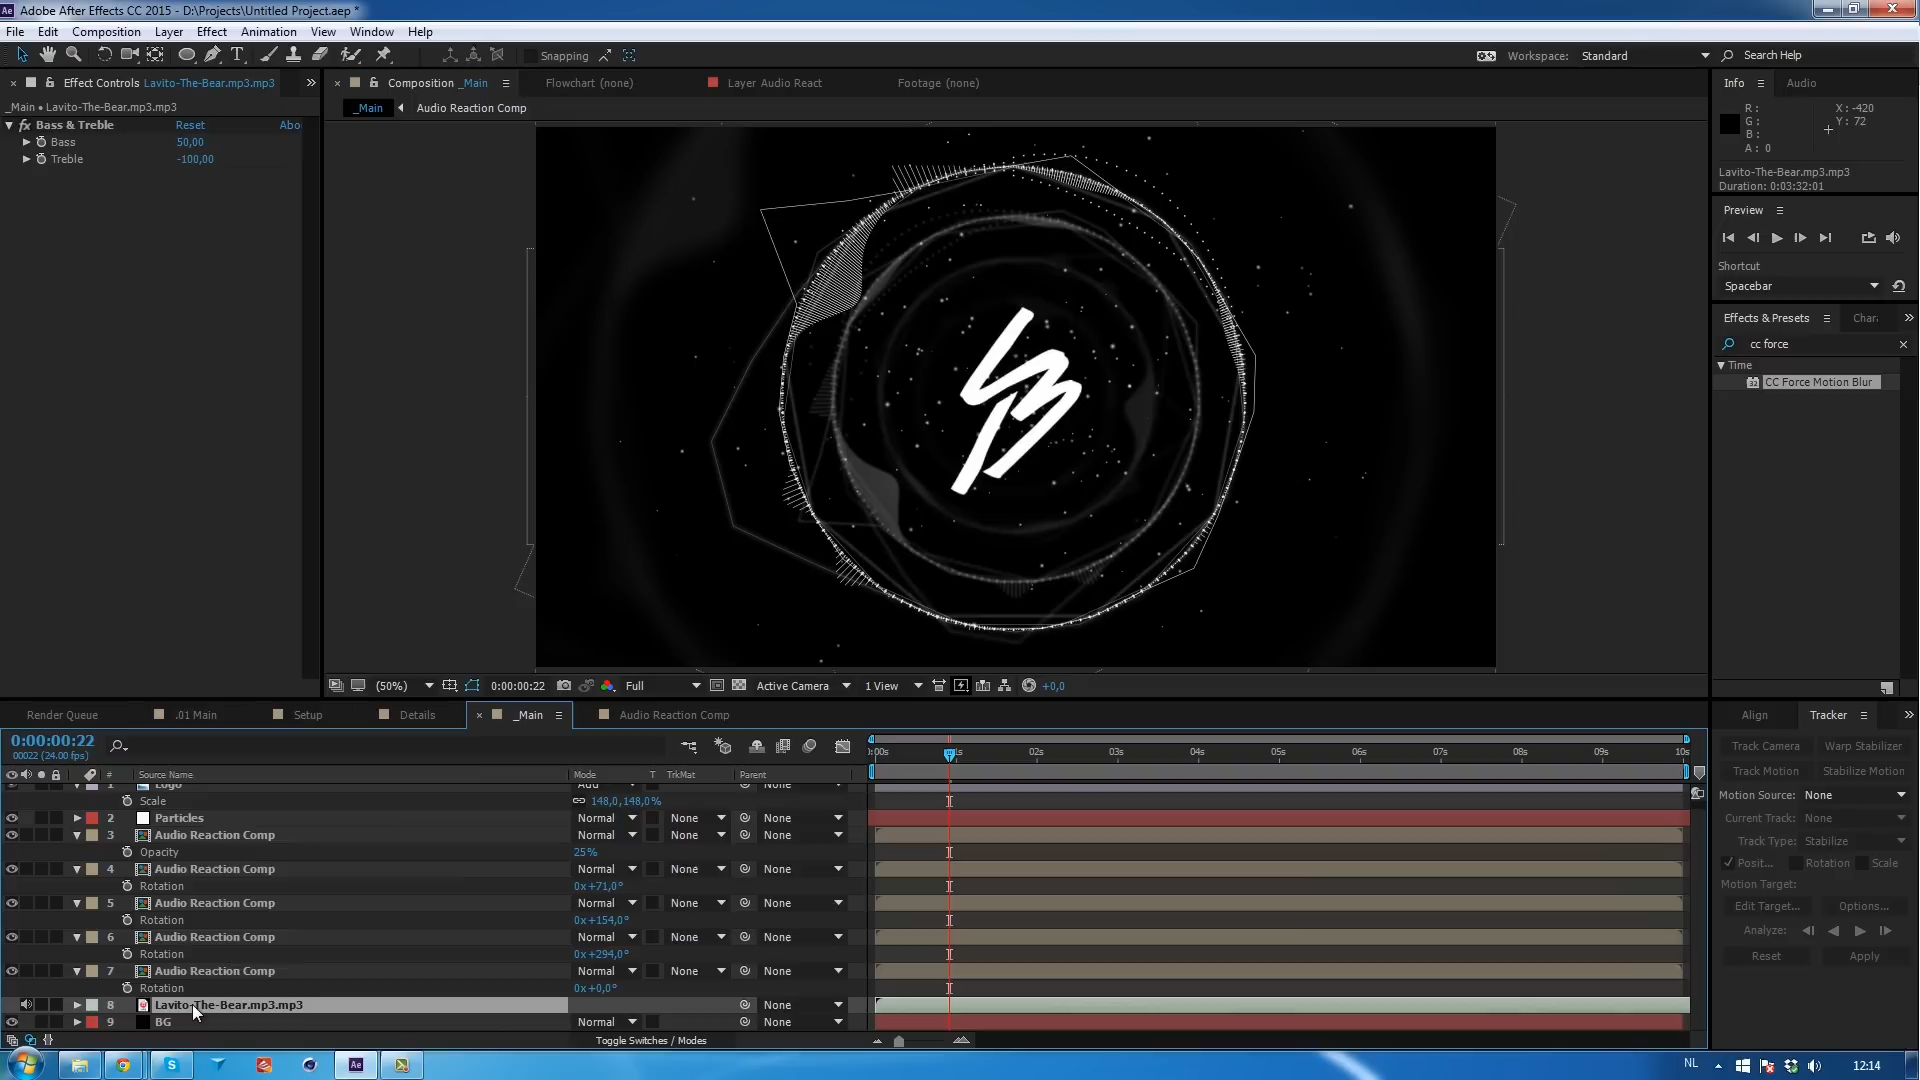 Adobe After Effects CC 2015 - D:\Projects\Untitled Project.aep *
File Edit Composition Layer Effect Animation View Window Help
Snapping
Workspace: Standard
Search Help
Effect Controls Lavito-The-Bear.mp3.mp3
_Main • Lavito-The-Bear.mp3.mp3
fx Bass & Treble Reset Abo
Bass 50,00
Treble -100,00
Composition _Main
Flowchart (none)
Layer Audio React
Footage (none)
_Main
Audio Reaction Comp
Info Audio
R :
G :
B :
A : 0
X : -420
Y : 72
Lavito-The-Bear.mp3.mp3
Duration: 0:03:32:01
Preview
Shortcut
Spacebar
Effects & Presets Chara
cc force
Time
CC Force Motion Blur
(50%) 0:00:00:22 Full Active Camera 1 View +0,0
Render Queue .01 Main Setup Details _Main Audio Reaction Comp
0:00:00:22
00022 (24.00 fps)
:00s 1s 02s 03s 04s 05s 06s 07s 08s 09s 10s
# Source Name Mode T TrkMat Parent
1 Logo Add None
Scale 148,0,148,0%
2 Particles Normal None None
3 Audio Reaction Comp Normal None None
Opacity 25%
4 Audio Reaction Comp Normal None None
Rotation 0x+71,0°
5 Audio Reaction Comp Normal None None
Rotation 0x+154,0°
6 Audio Reaction Comp Normal None None
Rotation 0x+294,0°
7 Audio Reaction Comp Normal None None
Rotation 0x+0,0°
8 Lavito-The-Bear.mp3.mp3 None
9 BG Normal None None
Toggle Switches / Modes
Align Tracker
Track Camera Warp Stabilizer
Track Motion Stabilize Motion
Motion Source: None
Current Track: None
Track Type: Stabilize
Posit... Rotation Scale
Motion Target:
Edit Target... Options...
Analyze:
Reset Apply
Ae
NL
12:14